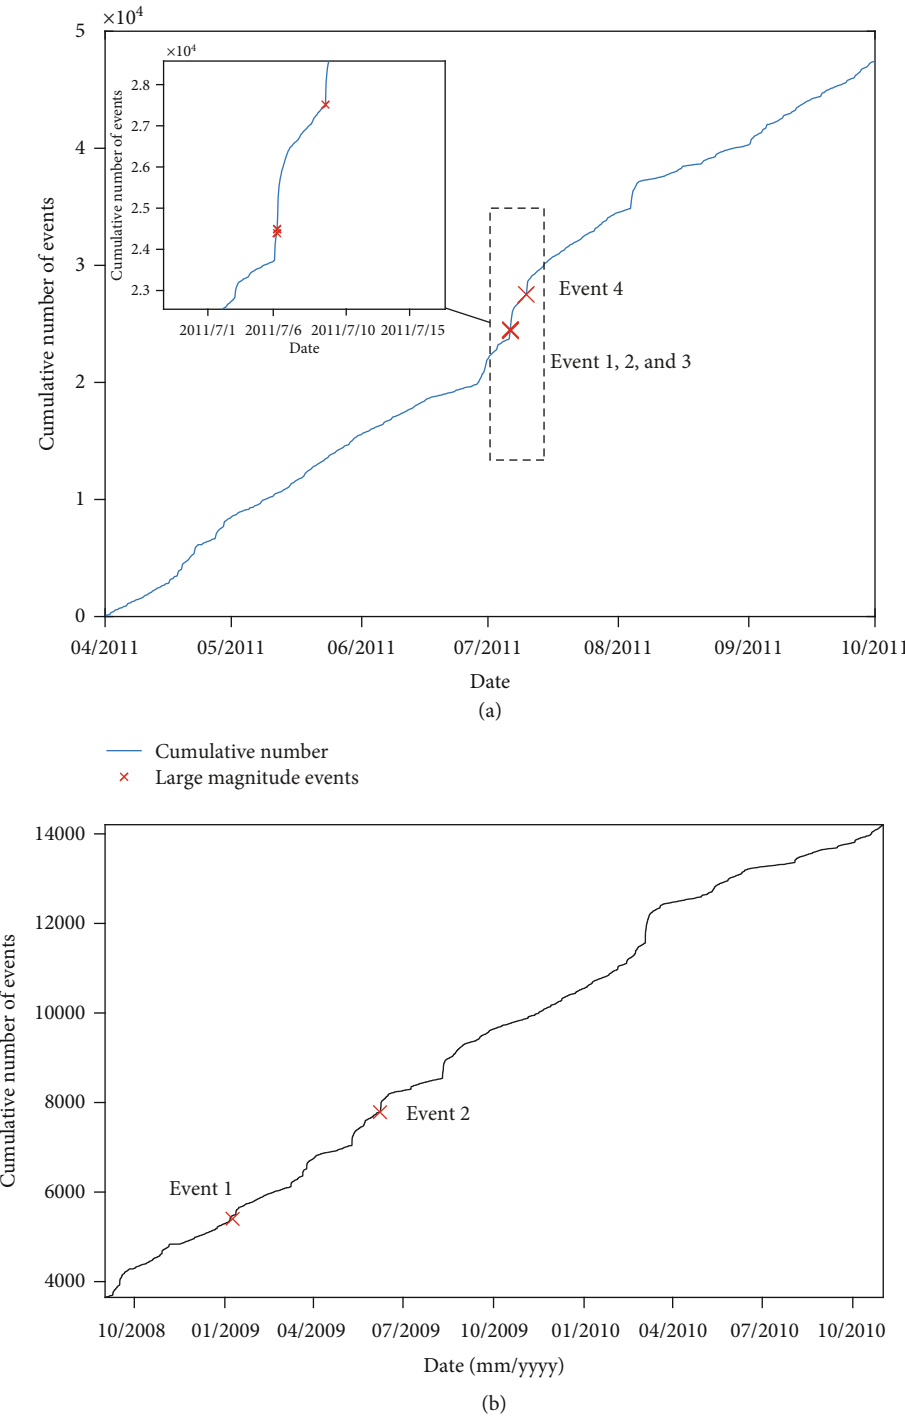 ×10⁴
5
4
3
2
1
0
Cumulative number of events
×10⁴
2.8
2.7
2.6
2.5
2.4
2.3
Cumulative number of events
2011/7/1 2011/7/6 2011/7/10 2011/7/15
Date
Event 4
Event 1, 2, and 3
04/2011 05/2011 06/2011 07/2011 08/2011 09/2011 10/2011
Date
(a)
Cumulative number
Large magnitude events
14000
12000
10000
8000
6000
4000
Cumulative number of events
Event 2
Event 1
10/2008 01/2009 04/2009 07/2009 10/2009 01/2010 04/2010 07/2010 10/2010
Date (mm/yyyy)
(b)